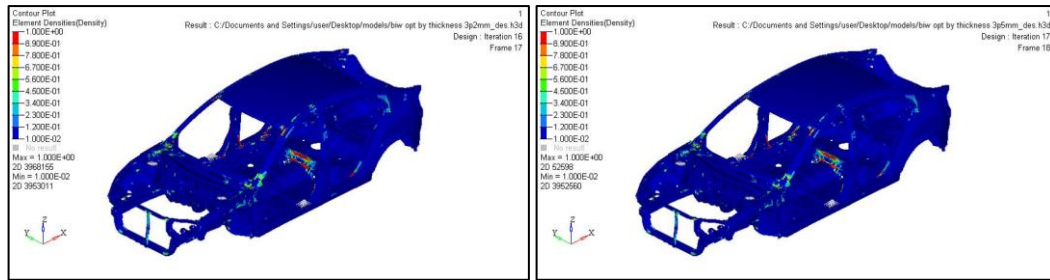 Contour Plot
Element Densities(Density)
1.000E+00
8.900E-01
7.800E-01
6.700E-01
5.600E-01
4.500E-01
3.400E-01
2.300E-01
1.200E-01
1.000E-02
No result
Max = 1.000E+00
2D 3968155
Min = 1.000E-02
2D 3953011
1
Result : C:/Documents and Settings/user/Desktop/models/biw opt by thickness 3p2mm_des.h3d
Design : Iteration 16
Frame 17
Z
Y
X
Contour Plot
Element Densities(Density)
1.000E+00
8.900E-01
7.800E-01
6.700E-01
5.600E-01
4.500E-01
3.400E-01
2.300E-01
1.200E-01
1.000E-02
No result
Max = 1.000E+00
2D 52598
Min = 1.000E-02
2D 3952560
1
Result : C:/Documents and Settings/user/Desktop/models/biw opt by thickness 3p5mm_des.h3d
Design : Iteration 17
Frame 18
Z
Y
X